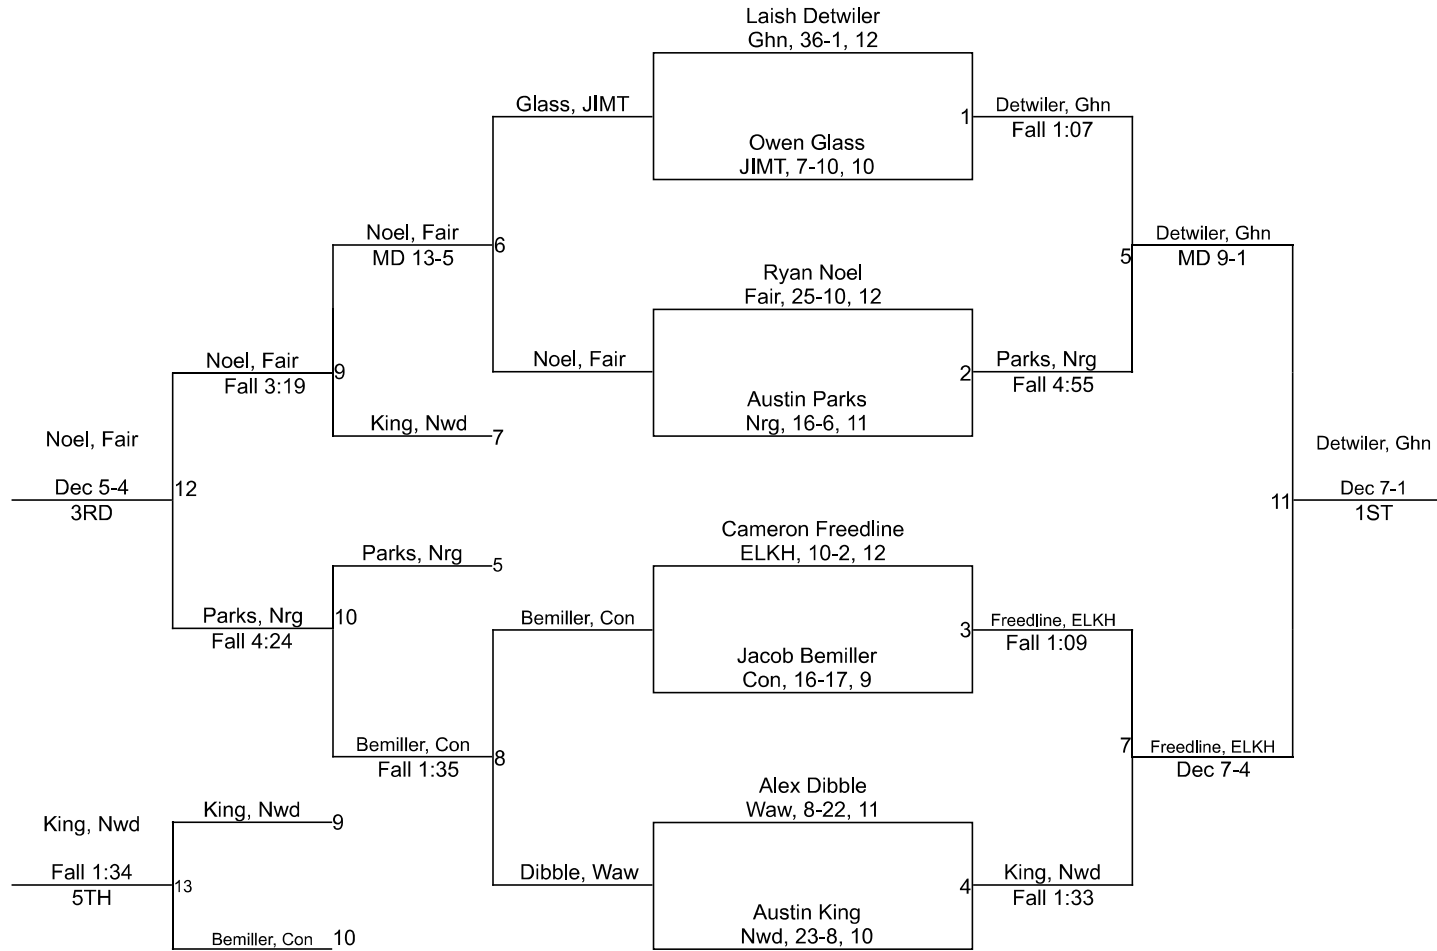 Laish Detwiler
Ghn, 36-1, 12
Glass, JIMT
1
Detwiler, Ghn
Fall 1:07
Owen Glass
JIMT, 7-10, 10
Noel, Fair
MD 13-5
6
Detwiler, Ghn
MD 9-1
5
Ryan Noel
Fair, 25-10, 12
Noel, Fair
Fall 3:19
9
Noel, Fair
2
Parks, Nrg
Fall 4:55
Austin Parks
Nrg, 16-6, 11
King, Nwd
7
Noel, Fair
Dec 5-4
3RD
12
Detwiler, Ghn
Dec 7-1
1ST
11
Cameron Freedline
ELKH, 10-2, 12
Parks, Nrg
5
Parks, Nrg
Fall 4:24
10
Bemiller, Con
3
Freedline, ELKH
Fall 1:09
Jacob Bemiller
Con, 16-17, 9
Bemiller, Con
Fall 1:35
8
7
Freedline, ELKH
Dec 7-4
Alex Dibble
Waw, 8-22, 11
King, Nwd
King, Nwd
9
Fall 1:34
5TH
13
Dibble, Waw
4
King, Nwd
Fall 1:33
Austin King
Nwd, 23-8, 10
Bemiller, Con
10